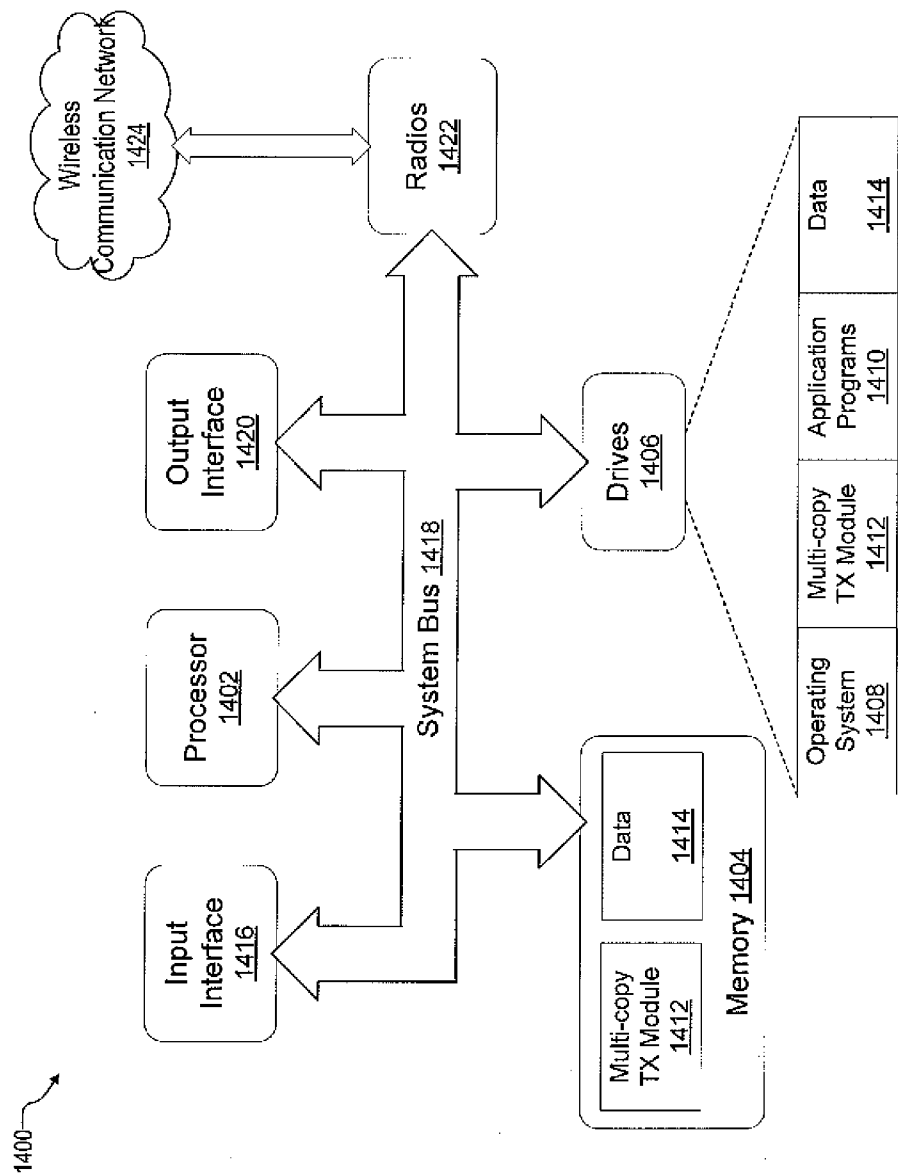 1400
Wireless
Communication Network
1424
Input
Interface
1416
Processor
1402
Output
Interface
1420
Radios
1422
System Bus 1418
Multi-copy
TX Module
1412
Data
1414
Memory 1404
Drives
1406
Operating
System
1408
Multi-copy
TX Module
1412
Application
Programs
1410
Data
1414